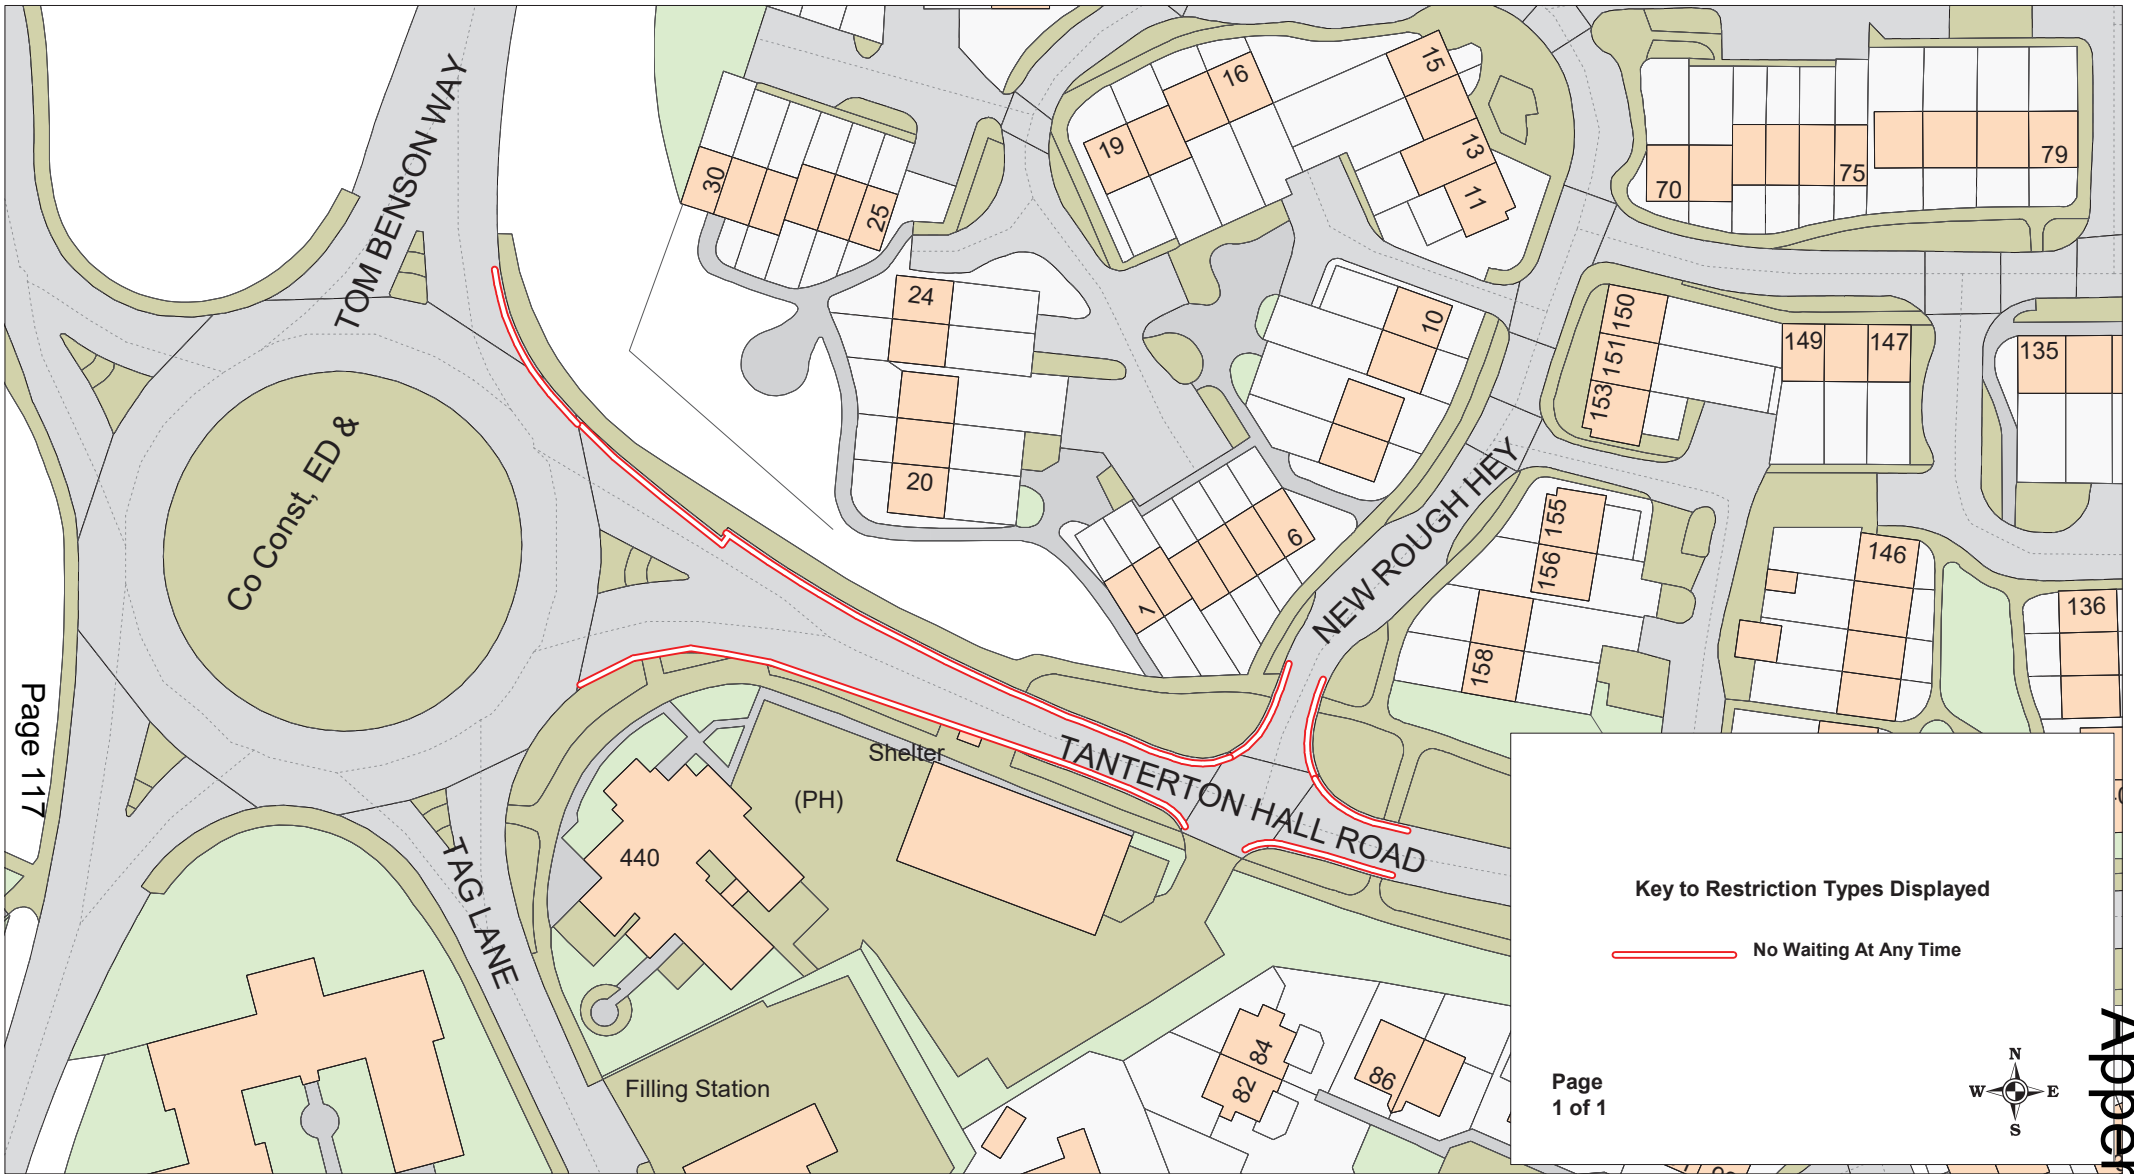 TOM BENSON WAY
Co Const, ED &
Page 117
TAG LANE
NEW ROUGH HEY
TANTERTON HALL ROAD
Shelter
(PH)
440
Filling Station
30
25
24
20
19
16
15
13
11
10
1
6
70
75
79
150
151
153
149
147
135
155
156
158
146
136
84
82
86
Key to Restriction Types Displayed
No Waiting At Any Time
Page
1 of 1
N
W E
S
Apper